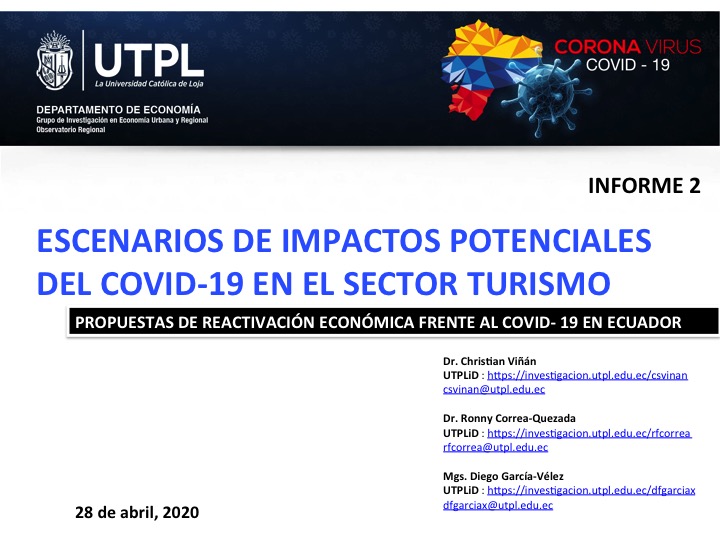 UTPL
La Universidad Católica de Loja
DEPARTAMENTO DE ECONOMÍA
Grupo de Investigación en Economía Urbana y Regional
Observatorio Regional
CORONA VIRUS
COVID - 19
INFORME 2
ESCENARIOS DE IMPACTOS POTENCIALES
DEL COVID-19 EN EL SECTOR TURISMO
PROPUESTAS DE REACTIVACIÓN ECONÓMICA FRENTE AL COVID- 19 EN ECUADOR
Dr. Christian Viñán
UTPLiD : https://investigacion.utpl.edu.ec/csvinan
csvinan@utpl.edu.ec
Dr. Ronny Correa-Quezada
UTPLiD : https://investigacion.utpl.edu.ec/rfcorrea
rfcorrea@utpl.edu.ec
Mgs. Diego García-Vélez
UTPLiD : https://investigacion.utpl.edu.ec/dfgarciax
dfgarciax@utpl.edu.ec
28 de abril, 2020